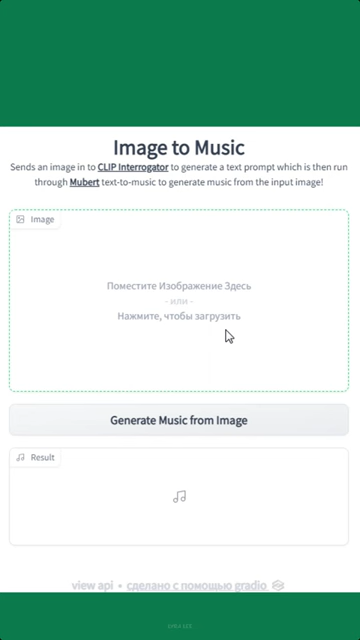 Image to Music
Sends an image in to CLIP Interrogator to generate a text prompt which is then run
through Mubert text-to-music to generate music from the input image!
Image
Поместите Изображение Здесь
- или -
Нажмите, чтобы загрузить
Generate Music from Image
Result
view api • сделано с помощью gradio